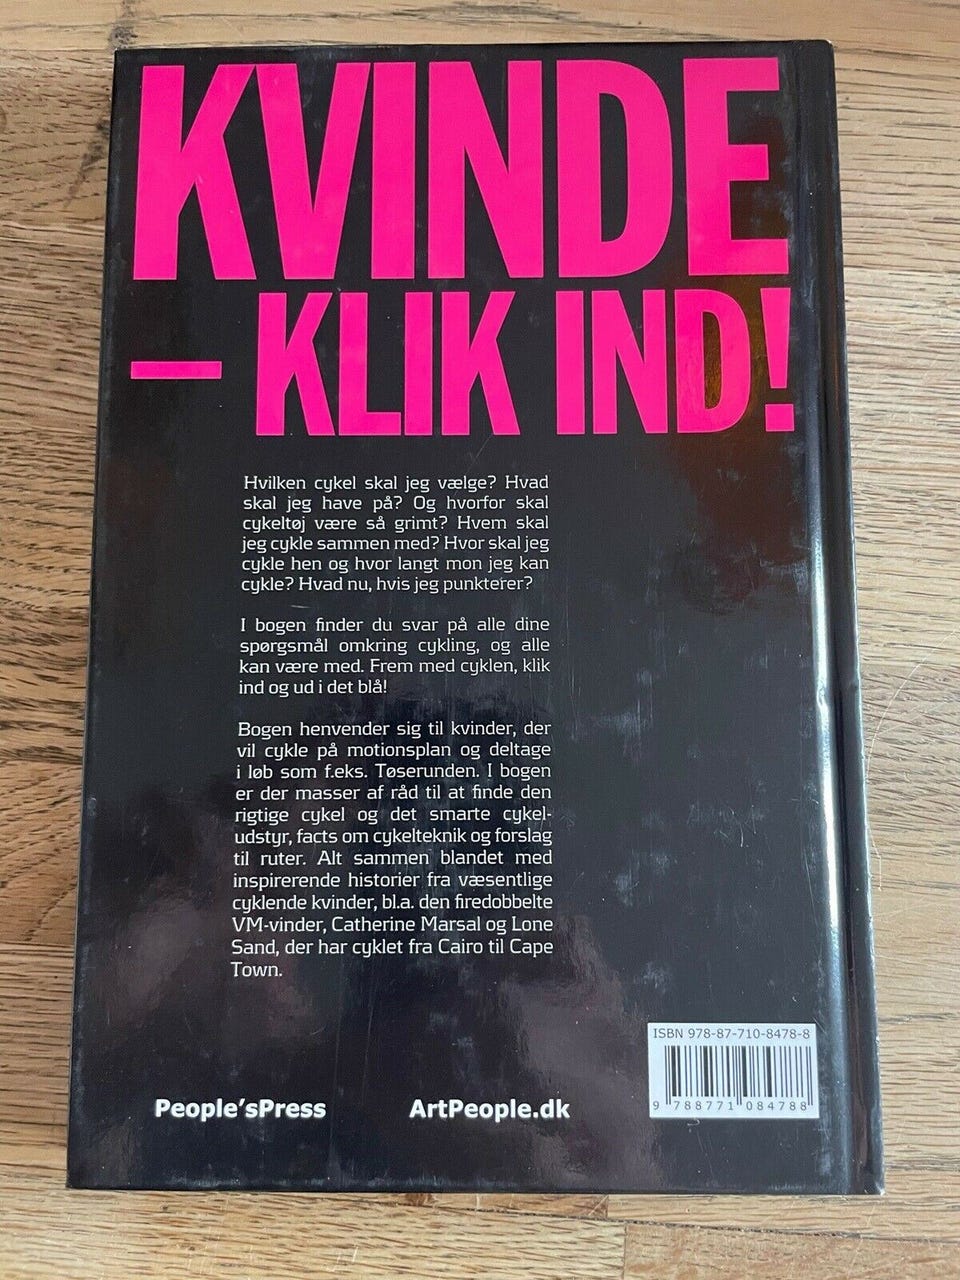 KVINDE
– KLIK IND!
Hvilken cykel skal jeg vælge? Hvad
skal jeg have på? Og hvorfor skal
cykeltøj være så grimt? Hvem skal
jeg cykle sammen med? Hvor skal jeg
cykle hen og hvor langt mon jeg kan
cykle? Hvad nu, hvis jeg punkterer?
I bogen finder du svar på alle dine
spørgsmål omkring cykling, og alle
kan være med. Frem med cyklen, klik
ind og ud i det blå!
Bogen henvender sig til kvinder, der
vil cykle på motionsplan og deltage
i løb som f.eks. Tøserunden. I bogen
er der masser af råd til at finde den
rigtige cykel og det smarte cykel-
udstyr, facts om cykelteknik og forslag
til ruter. Alt sammen blandet med
inspirerende historier fra væsentlige
cyklende kvinder, bl.a. den firedobbelte
VM-vinder, Catherine Marsal og Lone
Sand, der har cyklet fra Cairo til Cape
Town.
ISBN 978-87-710-8478-8
9 788771 084788
People'sPress ArtPeople.dk